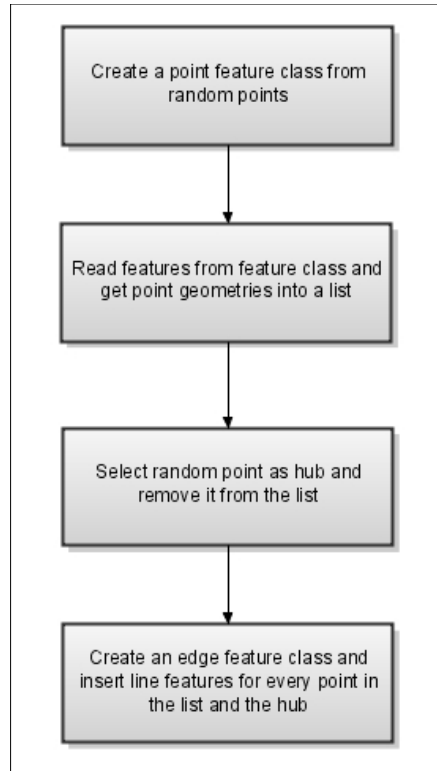 Create a point feature class from
random points
Read features from feature class and
get point geometries into a list
Select random point as hub and
remove it from the list
Create an edge feature class and
insert line features for every point in
the list and the hub